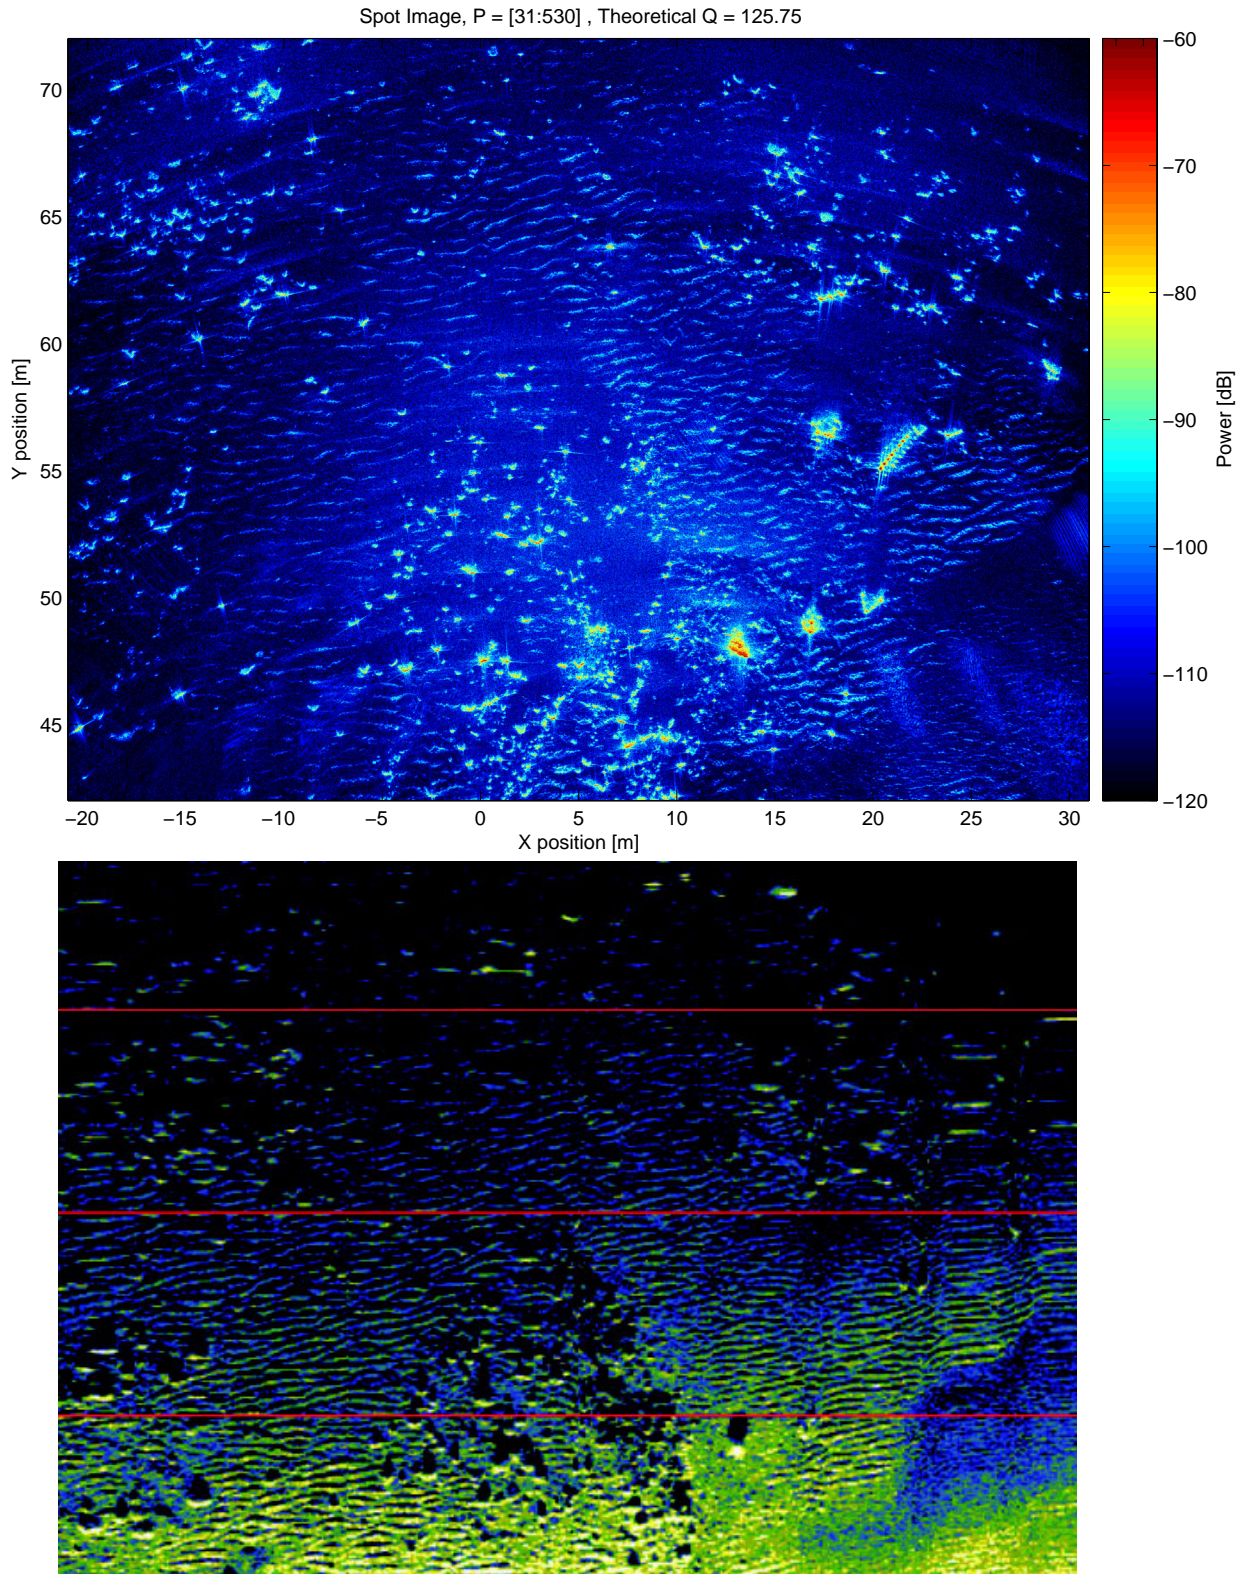 Spot Image, P = [31:530] , Theoretical Q = 125.75
70
65
60
55
50
45
Y position [m]
−20 −15 −10 −5 0 5 10 15 20 25 30
X position [m]
−60
−70
−80
−90
−100
−110
−120
Power [dB]